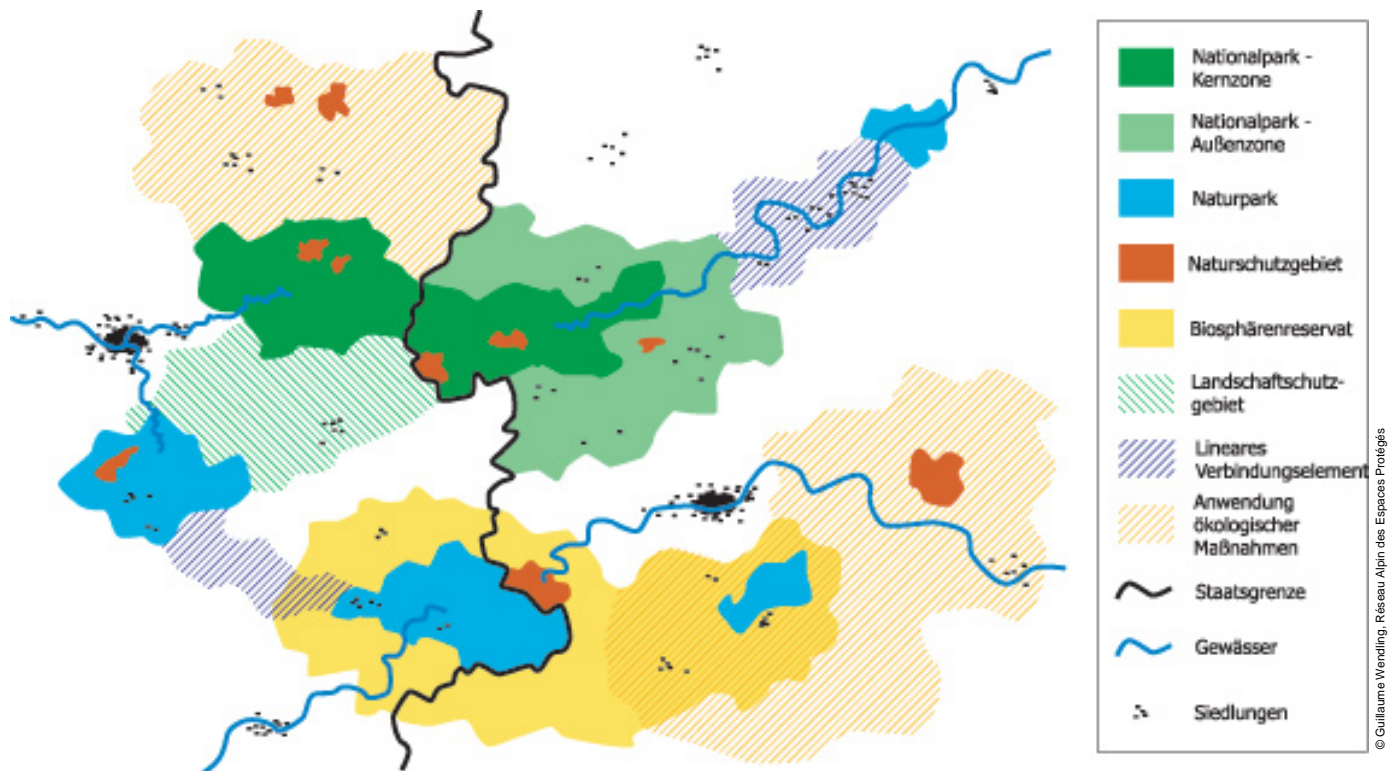 Nationalpark -
Kernzone
Nationalpark -
Außenzone
Naturpark
Naturschutzgebiet
Biosphärenreservat
Landschaftschutz-
gebiet
Lineares
Verbindungselement
Anwendung
ökologischer
Maßnahmen
Staatsgrenze
Gewässer
Siedlungen
© Guillaume Wendling, Réseau Alpin des Espaces Protégés